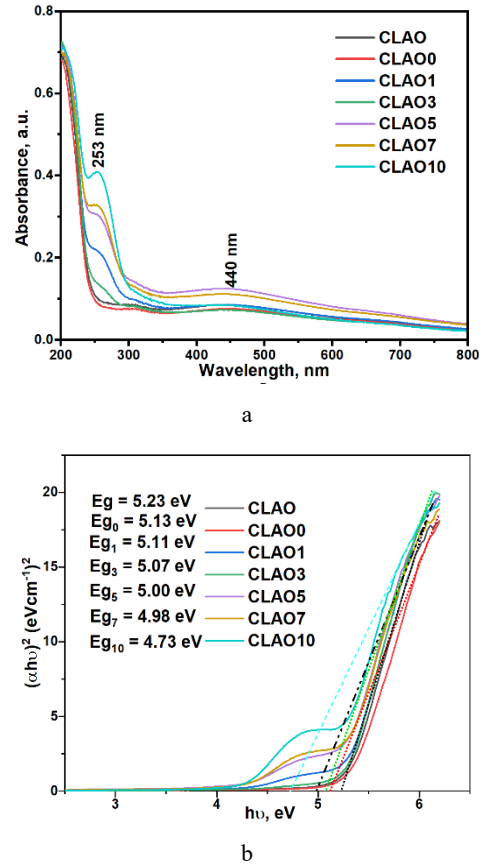 0.8
0.6
0.4
0.2
0.0
Absorbance, a.u.
253 nm
440 nm
CLAO
CLAO0
CLAO1
CLAO3
CLAO5
CLAO7
CLAO10
200 300 400 500 600 700 800
Wavelength, nm
a
20
15
10
5
0
(αhυ)² (eVcm⁻¹)²
Eg = 5.23 eV
Eg₀ = 5.13 eV
Eg₁ = 5.11 eV
Eg₃ = 5.07 eV
Eg₅ = 5.00 eV
Eg₇ = 4.98 eV
Eg₁₀ = 4.73 eV
CLAO
CLAO0
CLAO1
CLAO3
CLAO5
CLAO7
CLAO10
3 4 5 6
hυ, eV
b